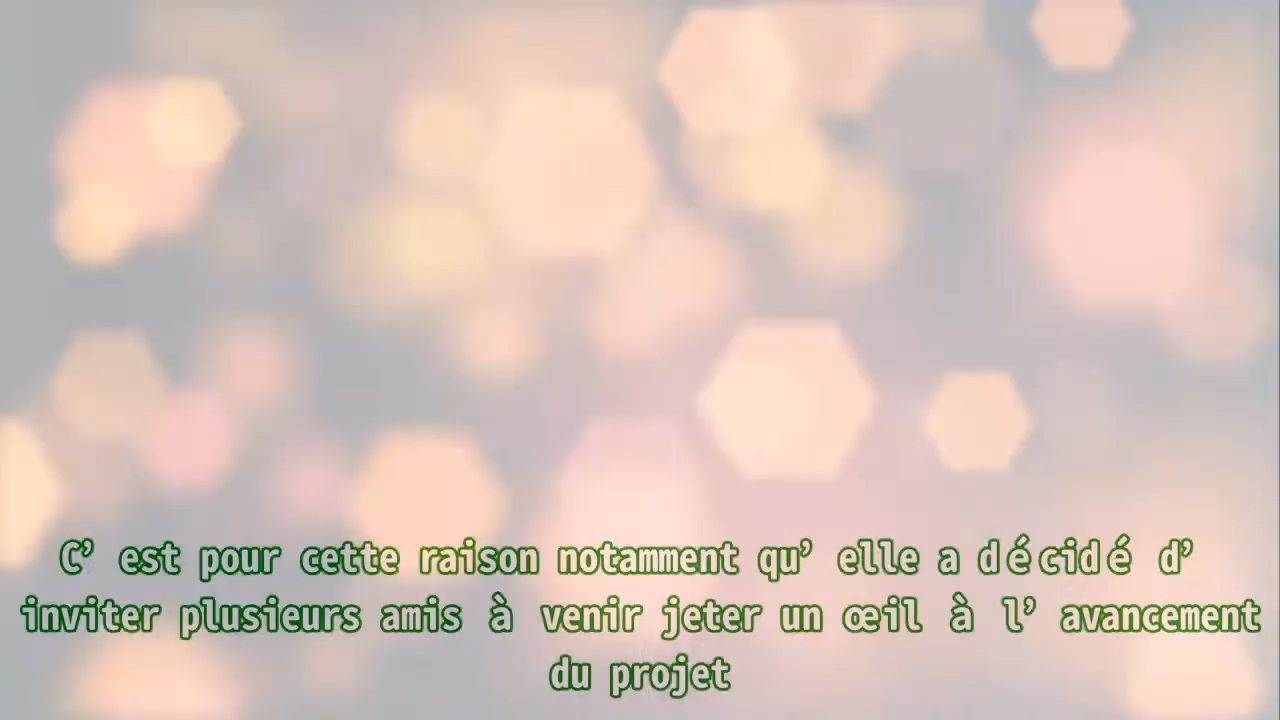 C’ est pour cette raison notamment qu’ elle a décidé d’
inviter plusieurs amis à venir jeter un œil à l’ avancement
du projet